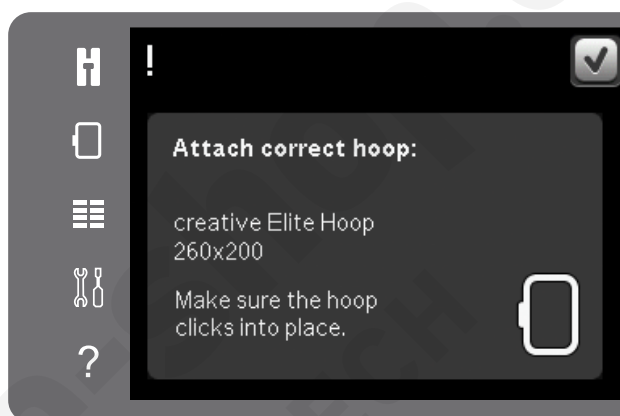 !
Attach correct hoop:
creative Elite Hoop
260x200
Make sure the hoop
clicks into place.
?